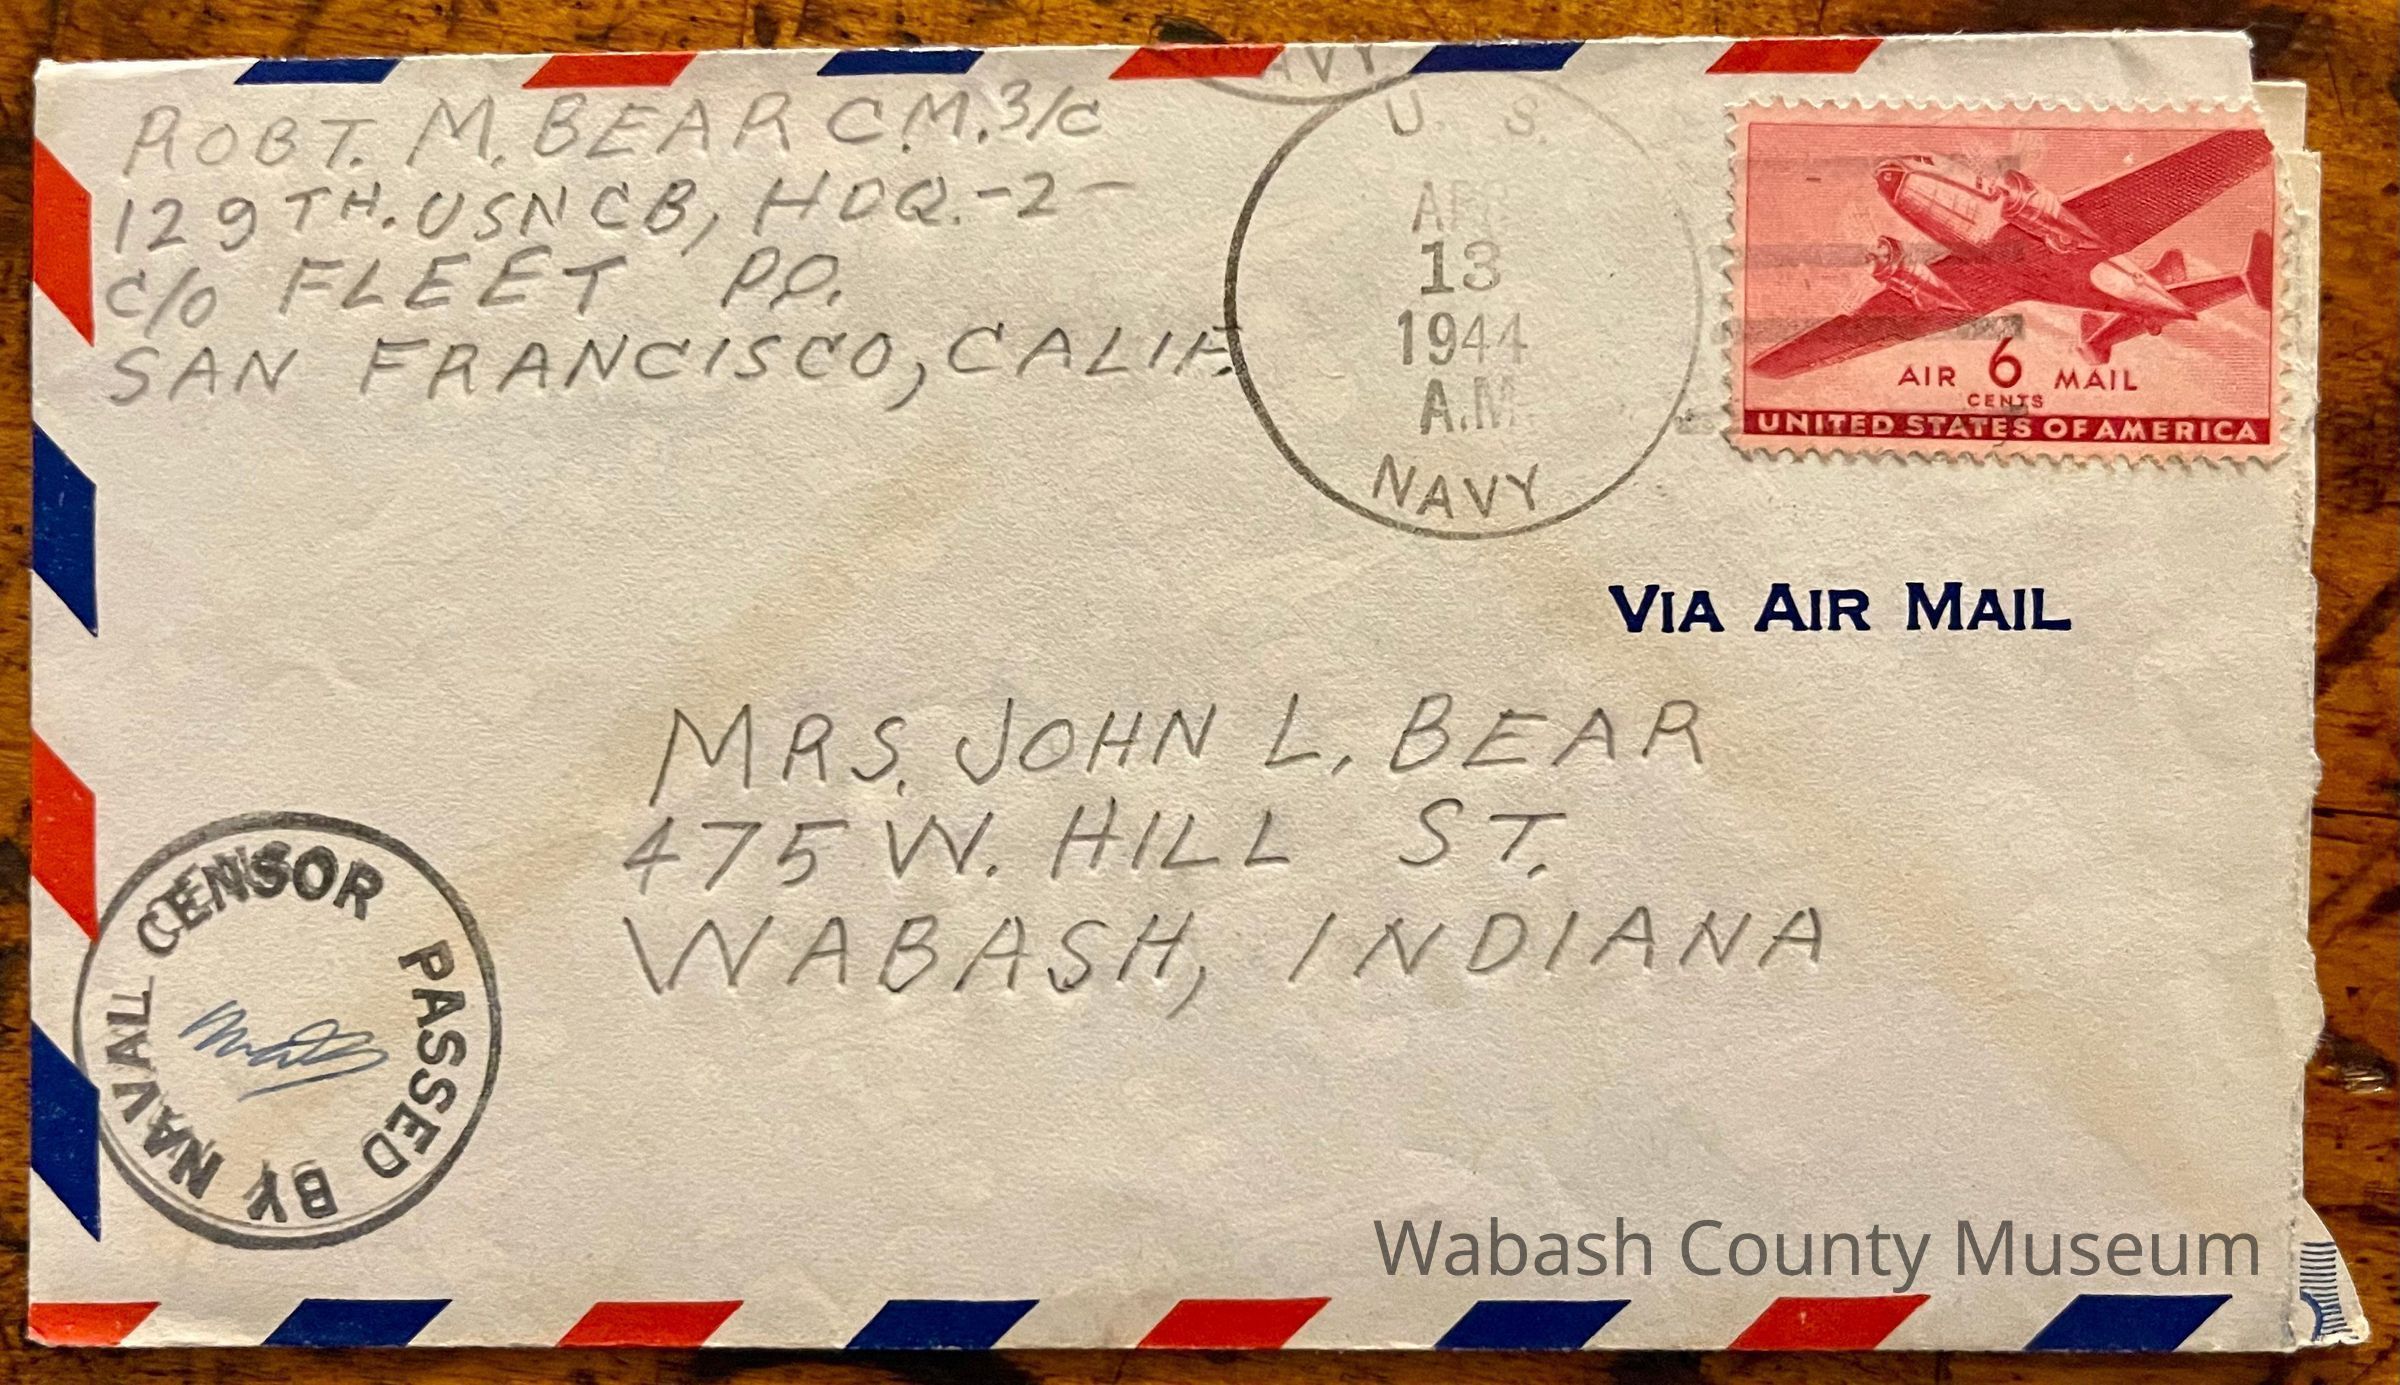 ROBT. M. BEAR C.M. 3/C
129TH. USNCB, HDQ.-2-
C/O FLEET P.O.
SAN FRANCISCO, CALIF.
NAVY
U. S.
APR
13
1944
A.M
NAVY
AIR 6 MAIL
CENTS
UNITED STATES OF AMERICA
VIA AIR MAIL
MRS. JOHN L. BEAR
475 W. HILL ST.
WABASH, INDIANA
PASSED BY NAVAL CENSOR
Wabash County Museum